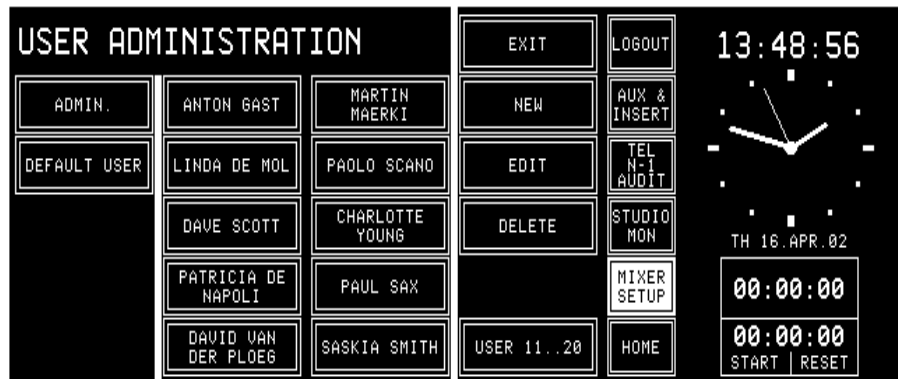 USER ADMINISTRATION
ADMIN.
DEFAULT USER
ANTON GAST
LINDA DE MOL
DAVE SCOTT
PATRICIA DE
NAPOLI
DAVID VAN
DER PLOEG
MARTIN
MAERKI
PAOLO SCANO
CHARLOTTE
YOUNG
PAUL SAX
SASKIA SMITH
EXIT
NEW
EDIT
DELETE
USER 11..20
LOGOUT
AUX &
INSERT
TEL
N-1
AUDIT
STUDIO
MON
MIXER
SETUP
HOME
13:48:56
TH 16.APR.02
00:00:00
00:00:00
START | RESET